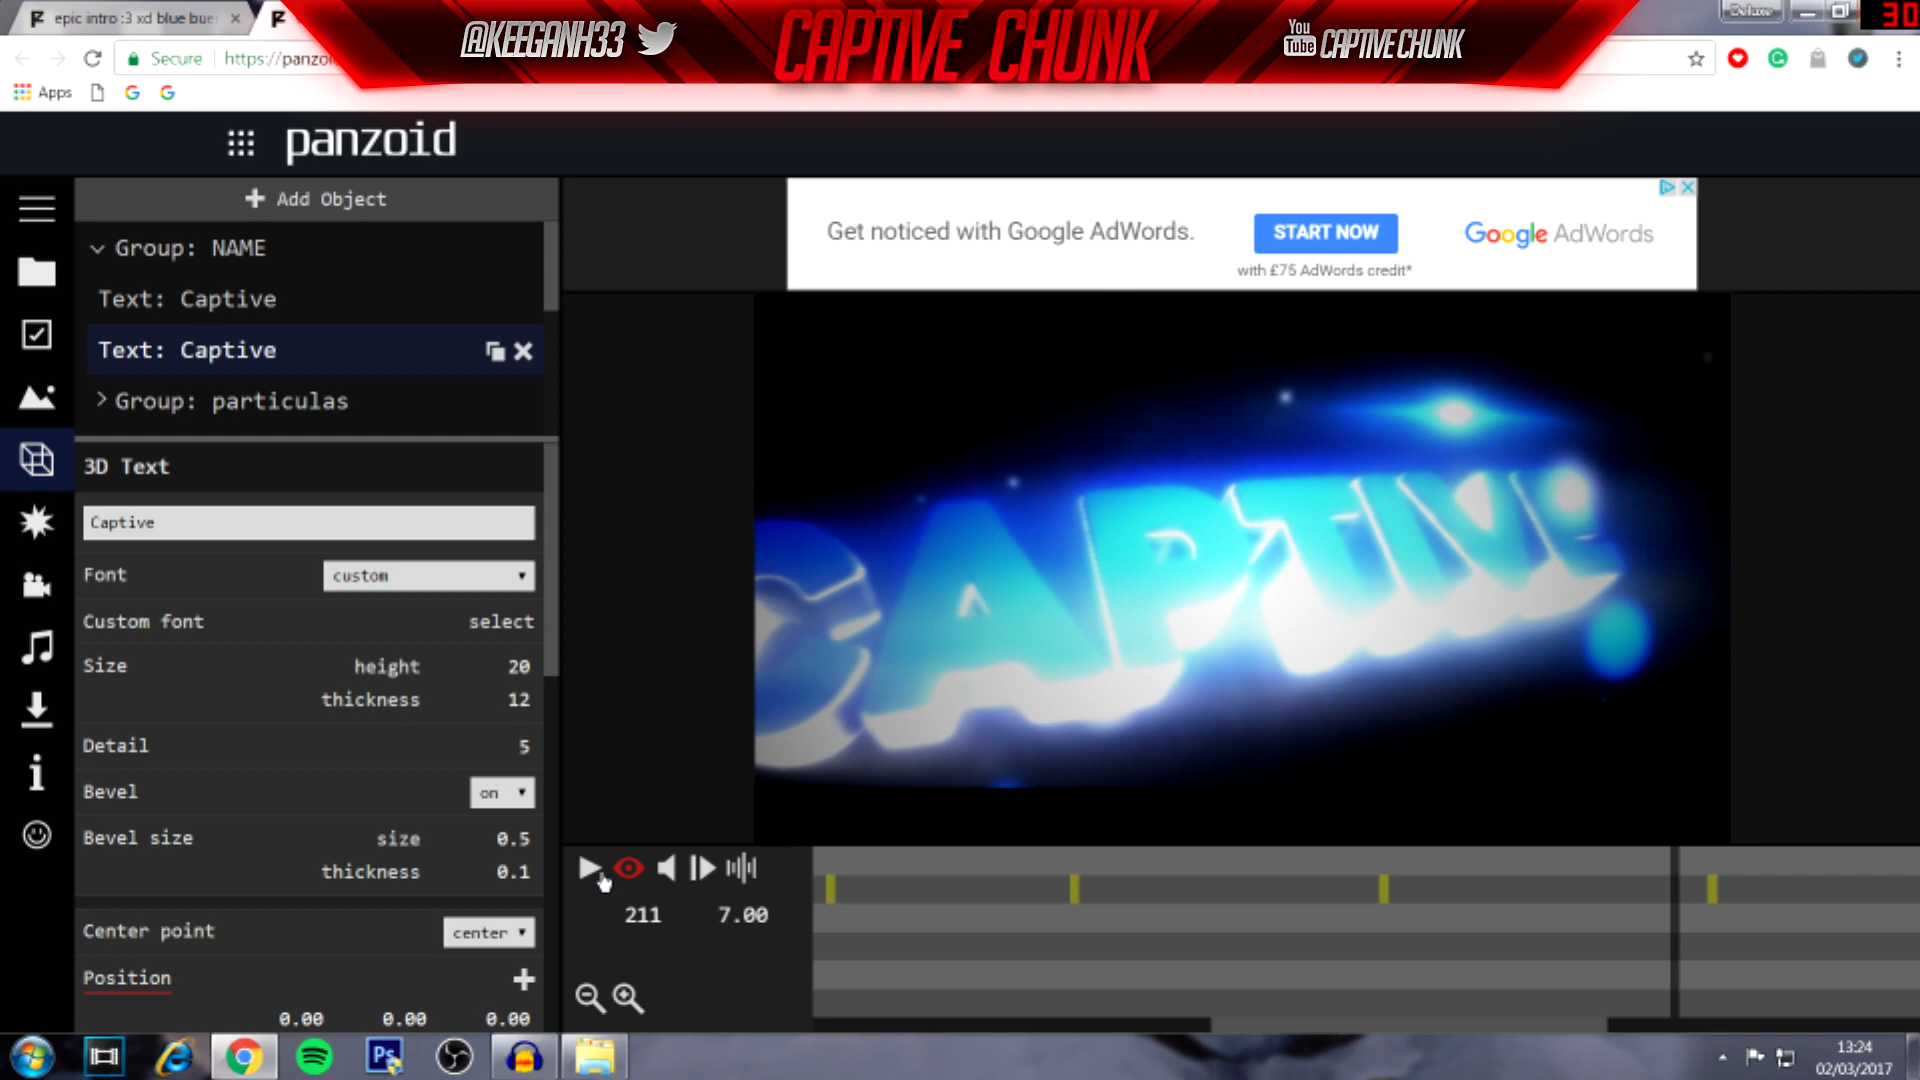 epic intro :3 xd blue bue
Deluxe
30
@KEEGANH33
CAPTIVE CHUNK
You Tube CAPTIVE CHUNK
Secure https://panzoi
Apps
panzoid
Add Object
Group: NAME
Text: Captive
Text: Captive
Group: particulas
3D Text
Captive
Font custom
Custom font select
Size height 20
thickness 12
Detail 5
Bevel on
Bevel size size 0.5
thickness 0.1
Center point center
Position
0.00 0.00 0.00
Get noticed with Google AdWords.
START NOW
with £75 AdWords credit*
Google AdWords
CAPTIVE
211 7.00
Ps
13:24
02/03/2017